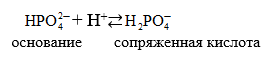 HPO₄²⁻ + H⁺ ⇄ H₂PO₄⁻
основание сопряженная кислота